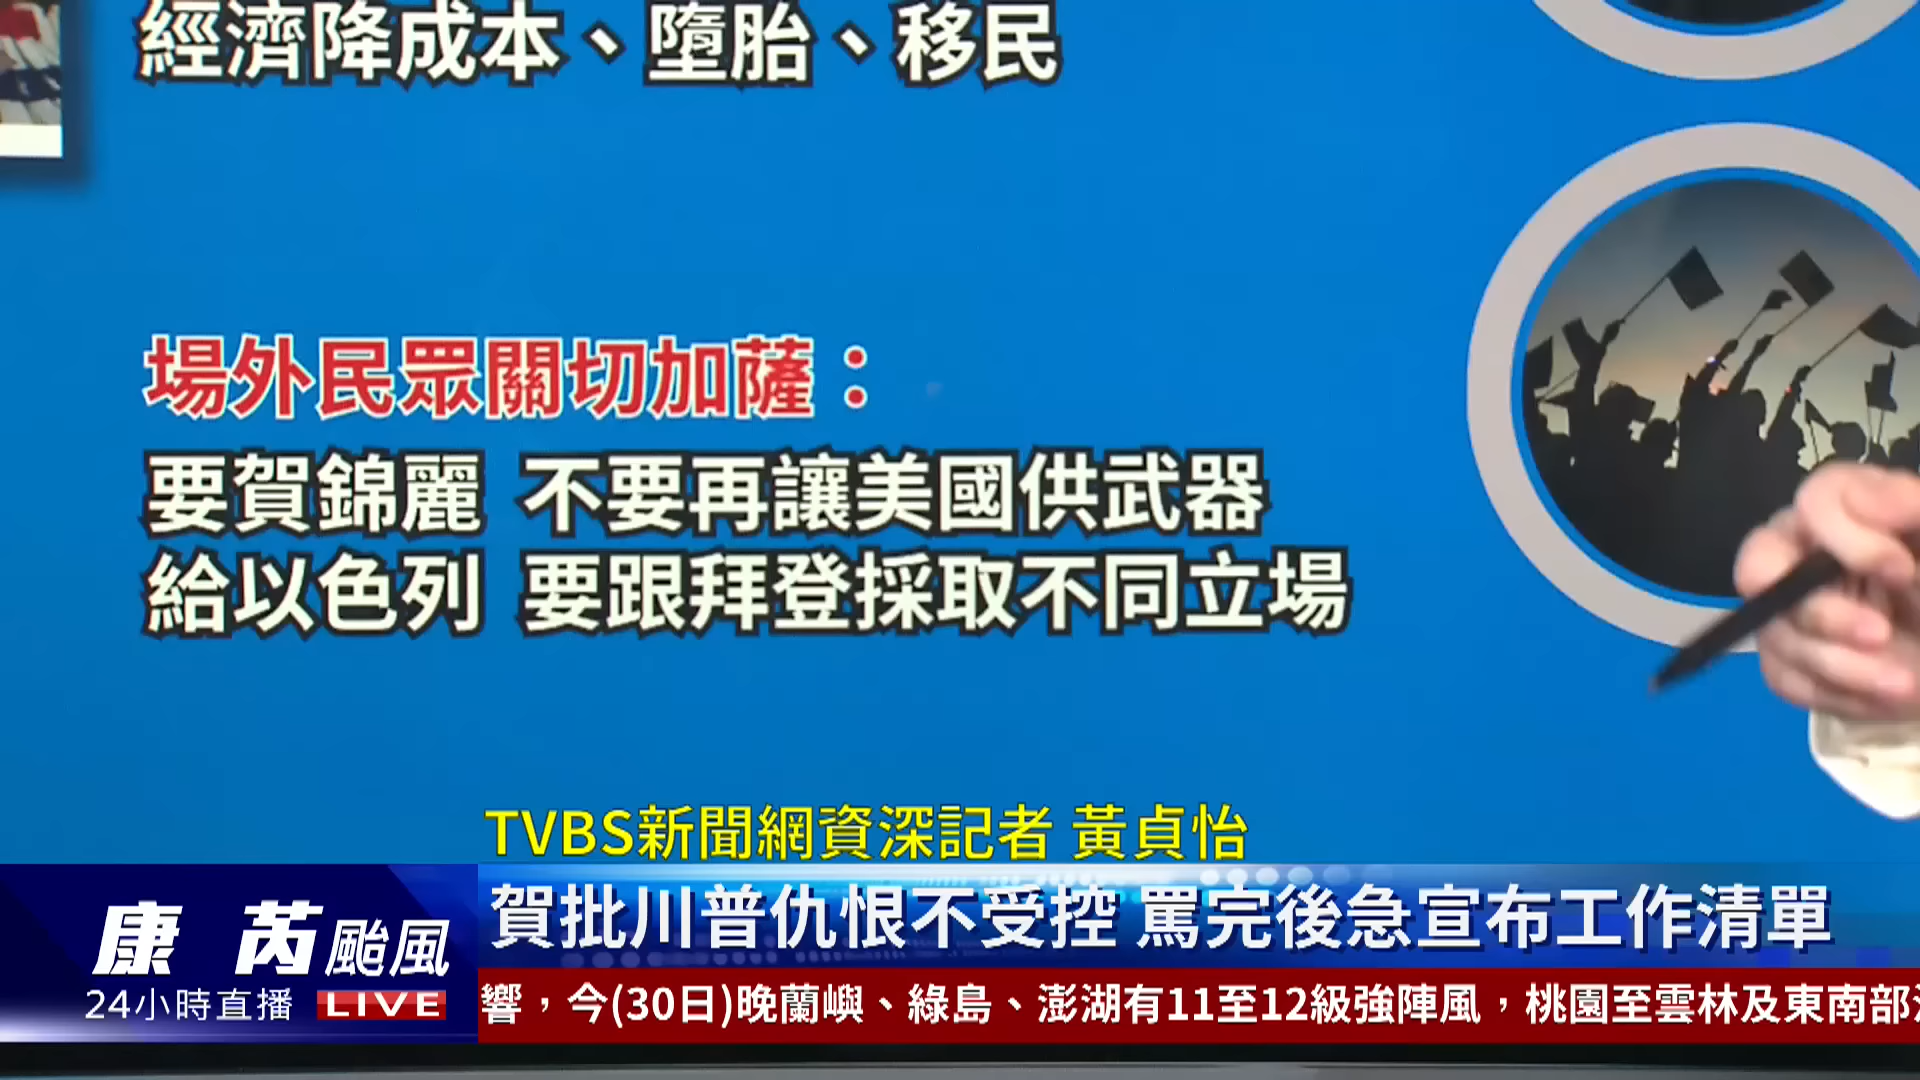 經濟降成本、墮胎、移民
場外民眾關切加薩：
要賀錦麗 不要再讓美國供武器
給以色列 要跟拜登採取不同立場
TVBS新聞網資深記者 黃貞怡
賀批川普仇恨不受控 罵完後急宣布工作清單
康芮颱風
24小時直播 LIVE
響，今(30日)晚蘭嶼、綠島、澎湖有11至12級強陣風，桃園至雲林及東南部